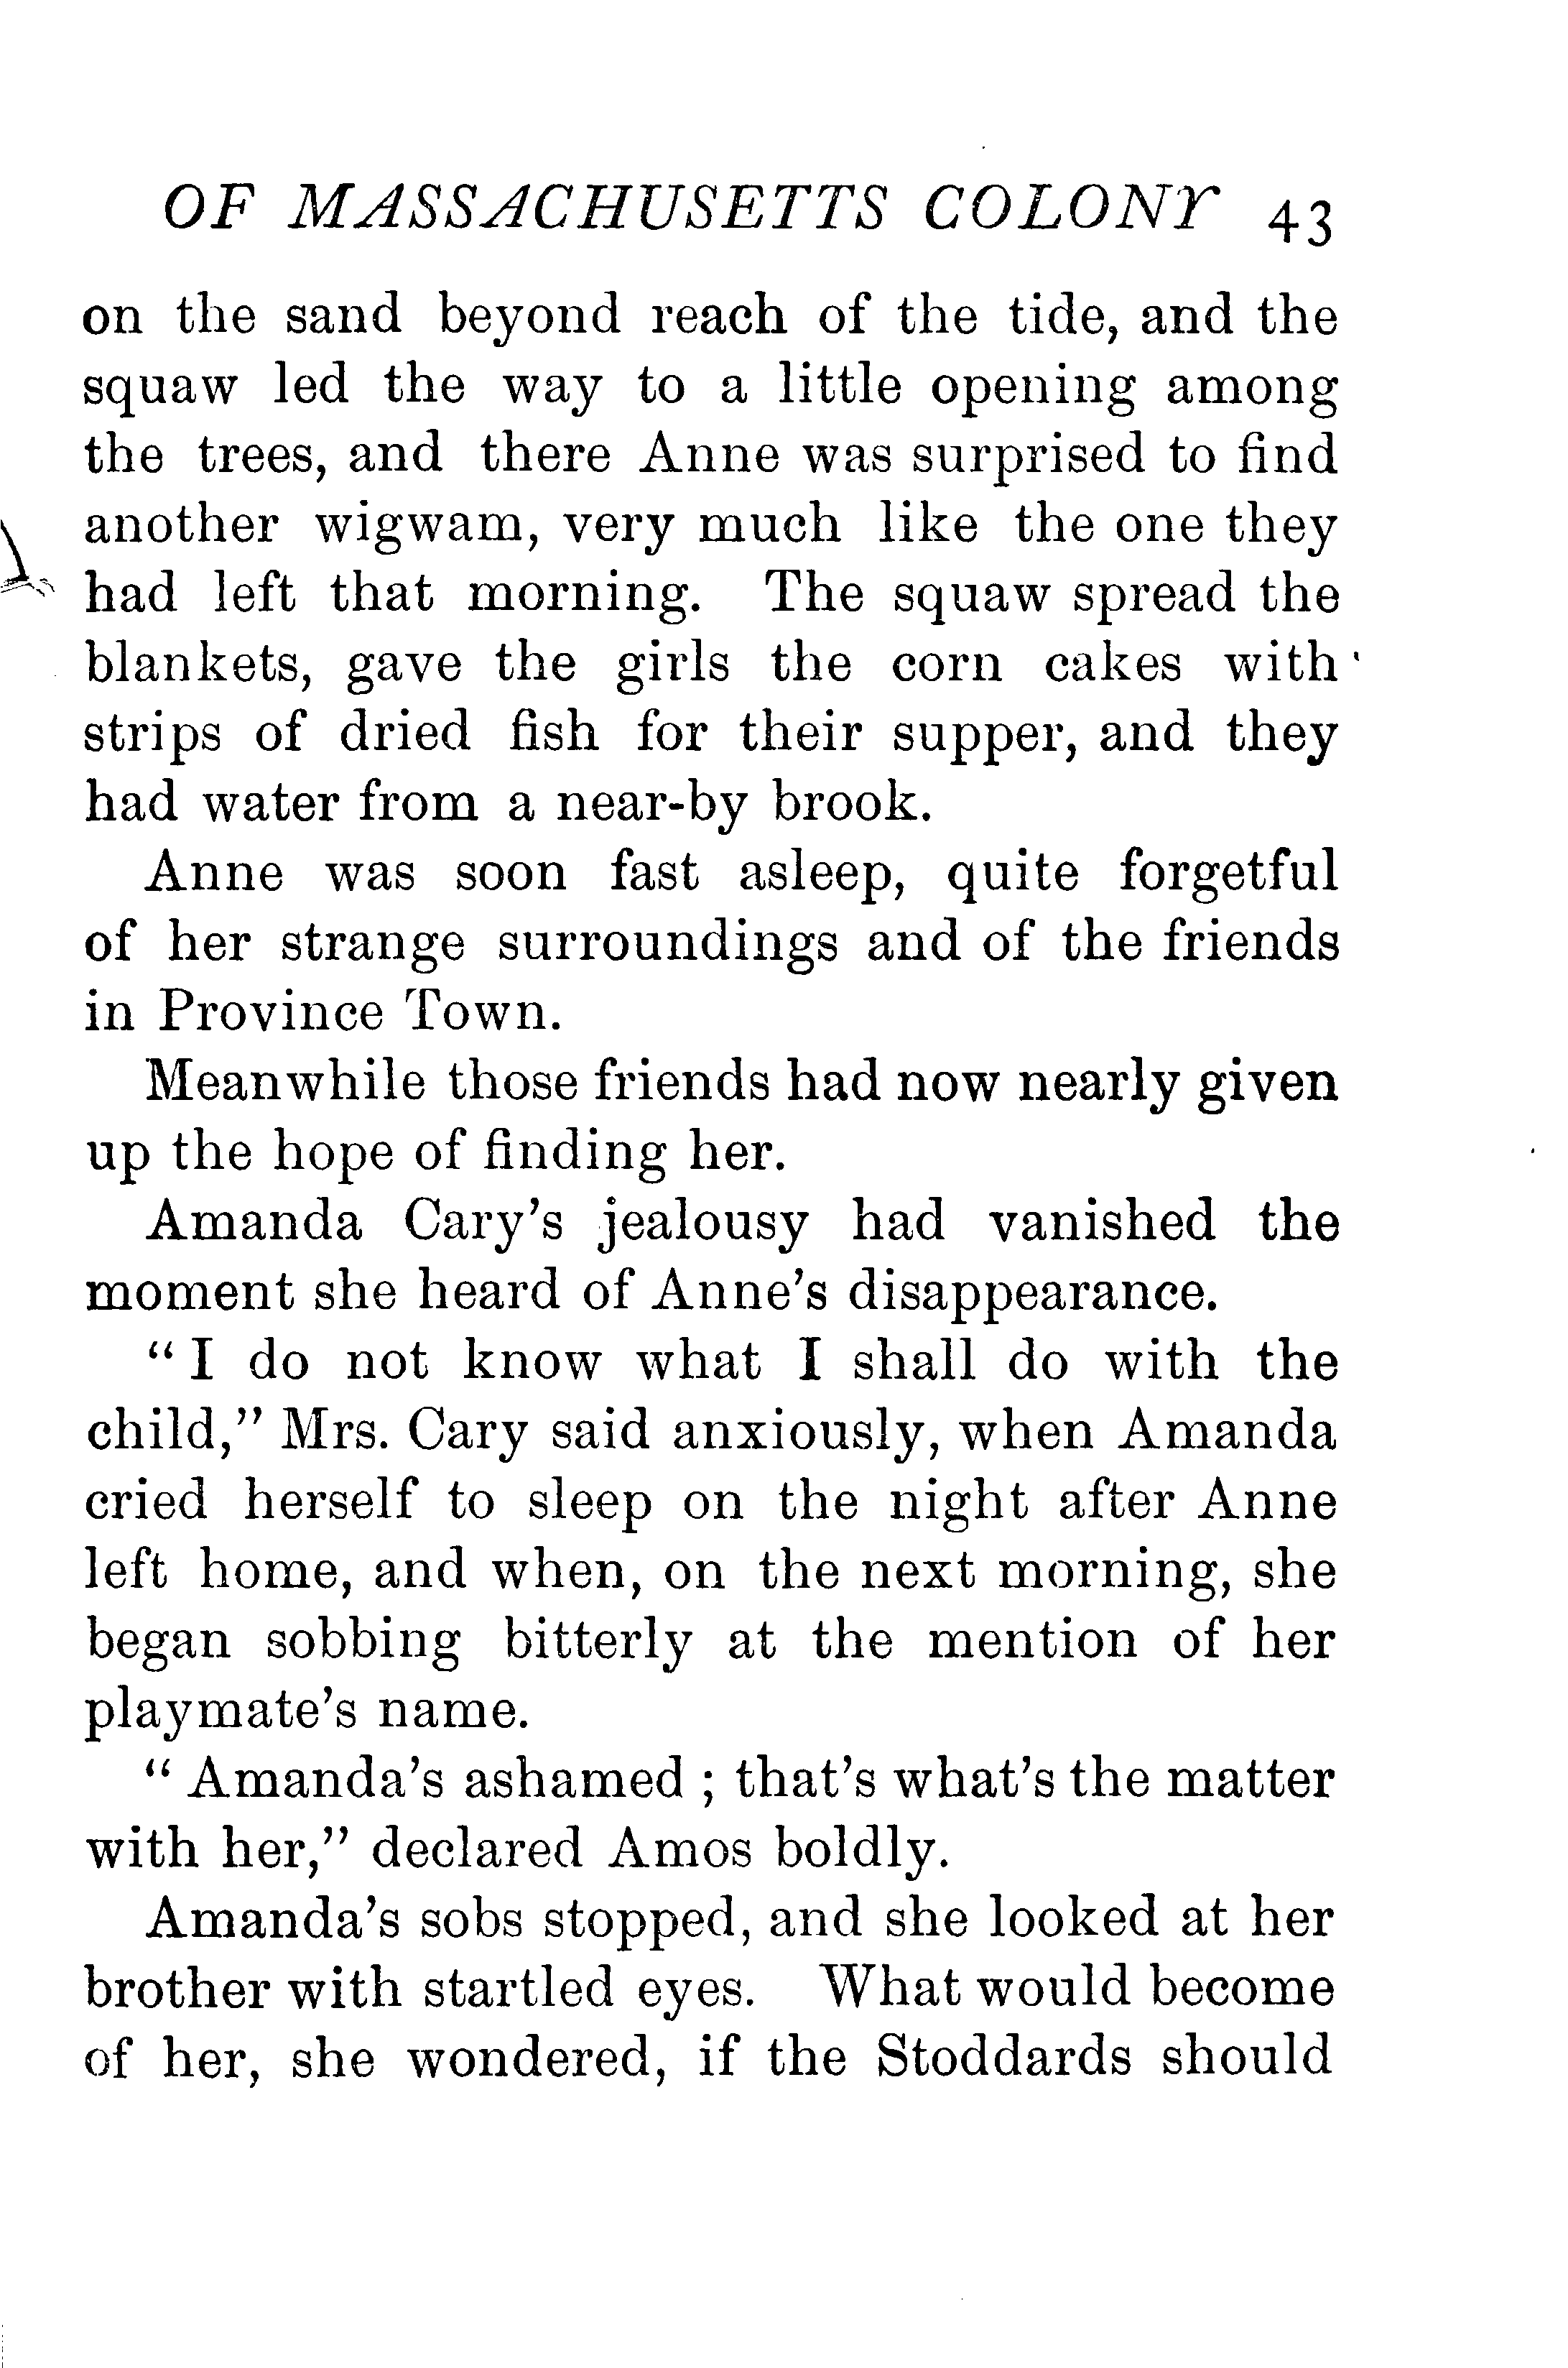 OF MASSACHUSETTS COLONY 43
on the sand beyond reach of the tide, and the
squaw led the way to a little opening among
the trees, and there Anne was surprised to find
another wigwam, very much like the one they
had left that morning. The squaw spread the
blankets, gave the girls the corn cakes with
strips of dried fish for their supper, and they
had water from a near-by brook.
Anne was soon fast asleep, quite forgetful
of her strange surroundings and of the friends
in Province Town.
Meanwhile those friends had now nearly given
up the hope of finding her.
Amanda Cary's jealousy had vanished the
moment she heard of Anne's disappearance.
“ I do not know what I shall do with the
child,” Mrs. Cary said anxiously, when Amanda
cried herself to sleep on the night after Anne
left home, and when, on the next morning, she
began sobbing bitterly at the mention of her
playmate's name.
“ Amanda's ashamed ; that's what's the matter
with her,” declared Amos boldly.
Amanda's sobs stopped, and she looked at her
brother with startled eyes. What would become
of her, she wondered, if the Stoddards should